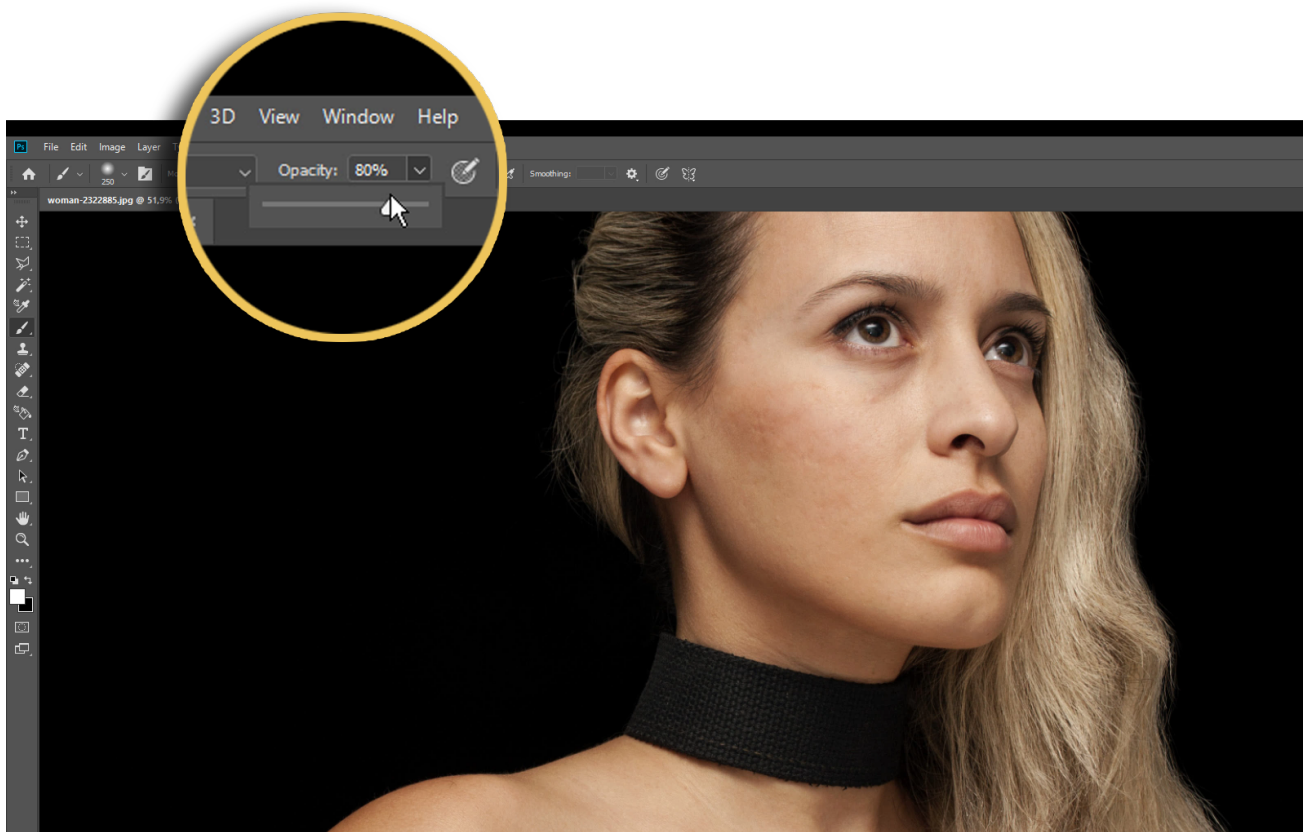 3D View Window Help
Opacity: 80%
Ps File Edit Image Layer
250
Smoothing:
woman-2322885.jpg @ 51,9%